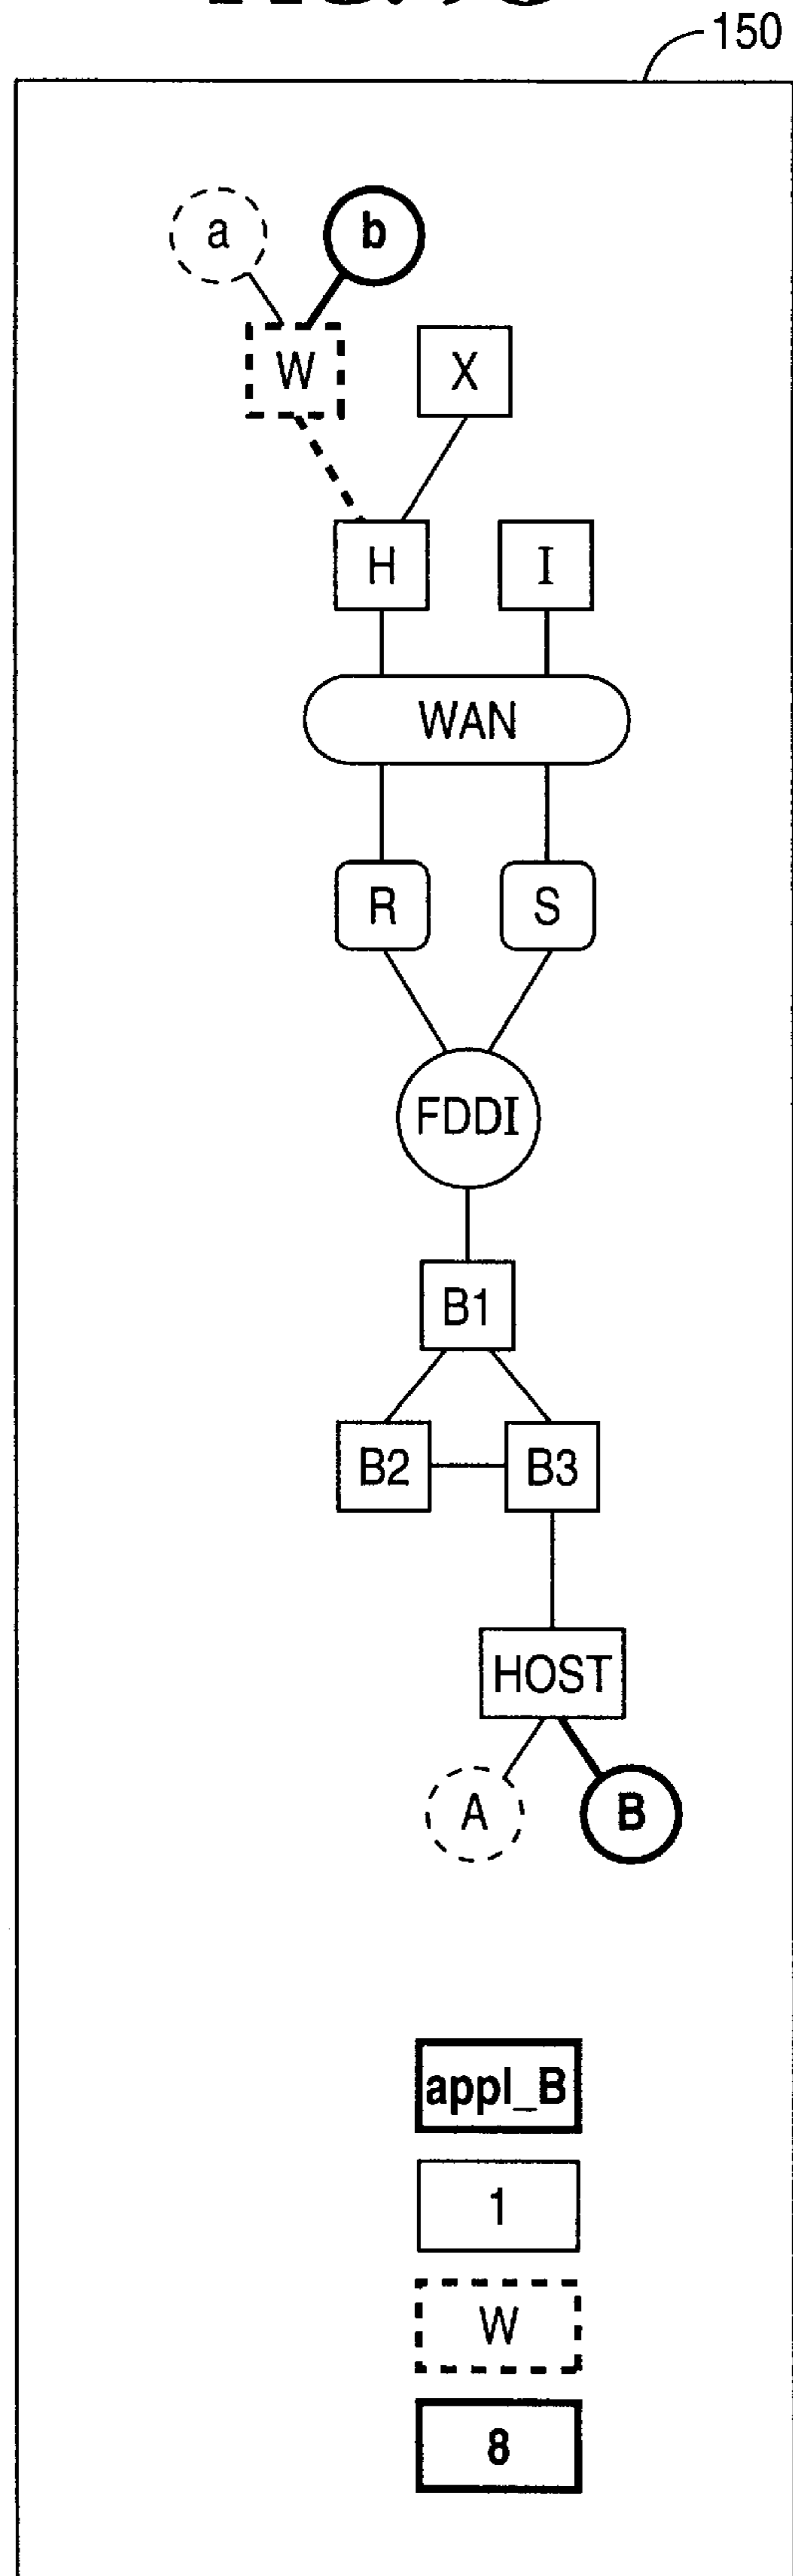 150
a b
W X
H I
WAN
R S
FDDI
B1
B2 B3
HOST
A B
appl_B
1
W
8